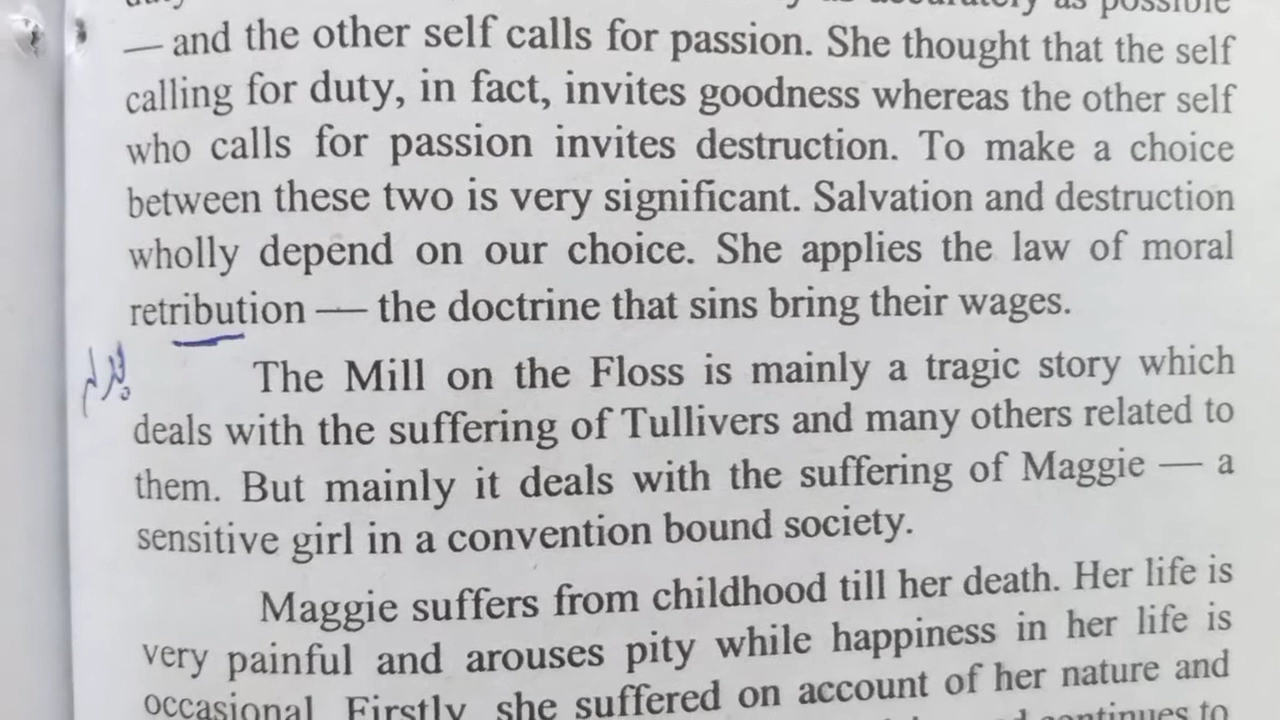 as accurately as possible
— and the other self calls for passion. She thought that the self
calling for duty, in fact, invites goodness whereas the other self
who calls for passion invites destruction. To make a choice
between these two is very significant. Salvation and destruction
wholly depend on our choice. She applies the law of moral
retribution — the doctrine that sins bring their wages.
The Mill on the Floss is mainly a tragic story which
deals with the suffering of Tullivers and many others related to
them. But mainly it deals with the suffering of Maggie — a
sensitive girl in a convention bound society.
Maggie suffers from childhood till her death. Her life is
very painful and arouses pity while happiness in her life is
occasional. Firstly, she suffered on account of her nature and
continues to